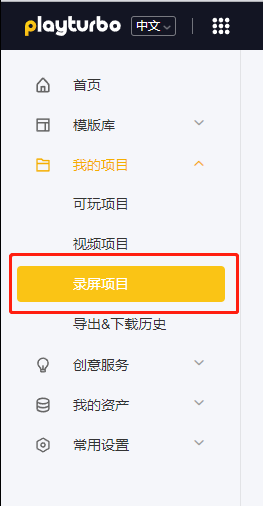 playturbo 中文
首页
模版库
我的项目
可玩项目
视频项目
录屏项目
导出&下载历史
创意服务
我的资产
常用设置